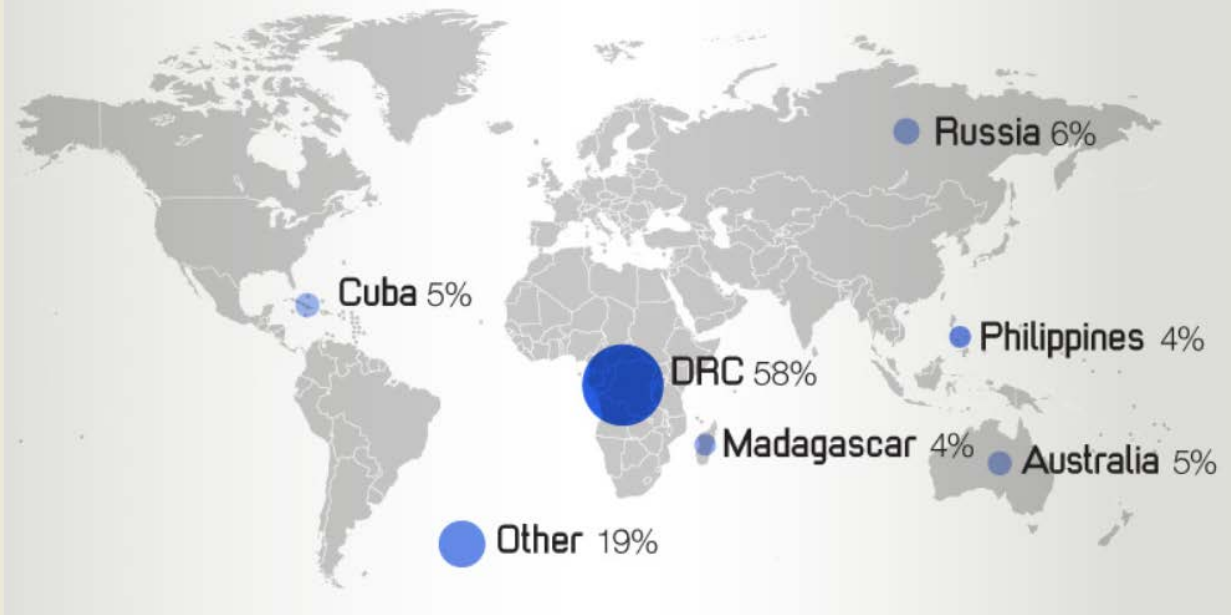 Russia 6%
Cuba 5%
Philippines 4%
DRC 58%
Madagascar 4%
Australia 5%
Other 19%